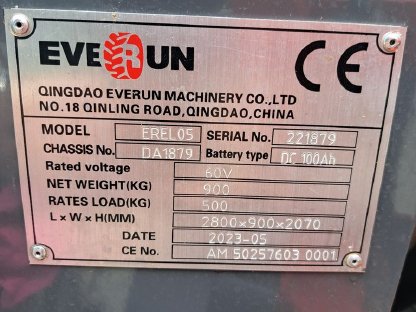 EVERUN CE
QINGDAO EVERUN MACHINERY CO.,LTD
NO.18 QINLING ROAD,QINGDAO,CHINA
MODEL EREL05 SERIAL No. 221879
CHASSIS No. DA1879 Battery type DC 100Ah
Rated voltage 60V
NET WEIGHT(KG) 900
RATES LOAD(KG) 500
L×W×H(MM) 2800×900×2070
DATE 2023-05
CE No. AM 50257603 0001